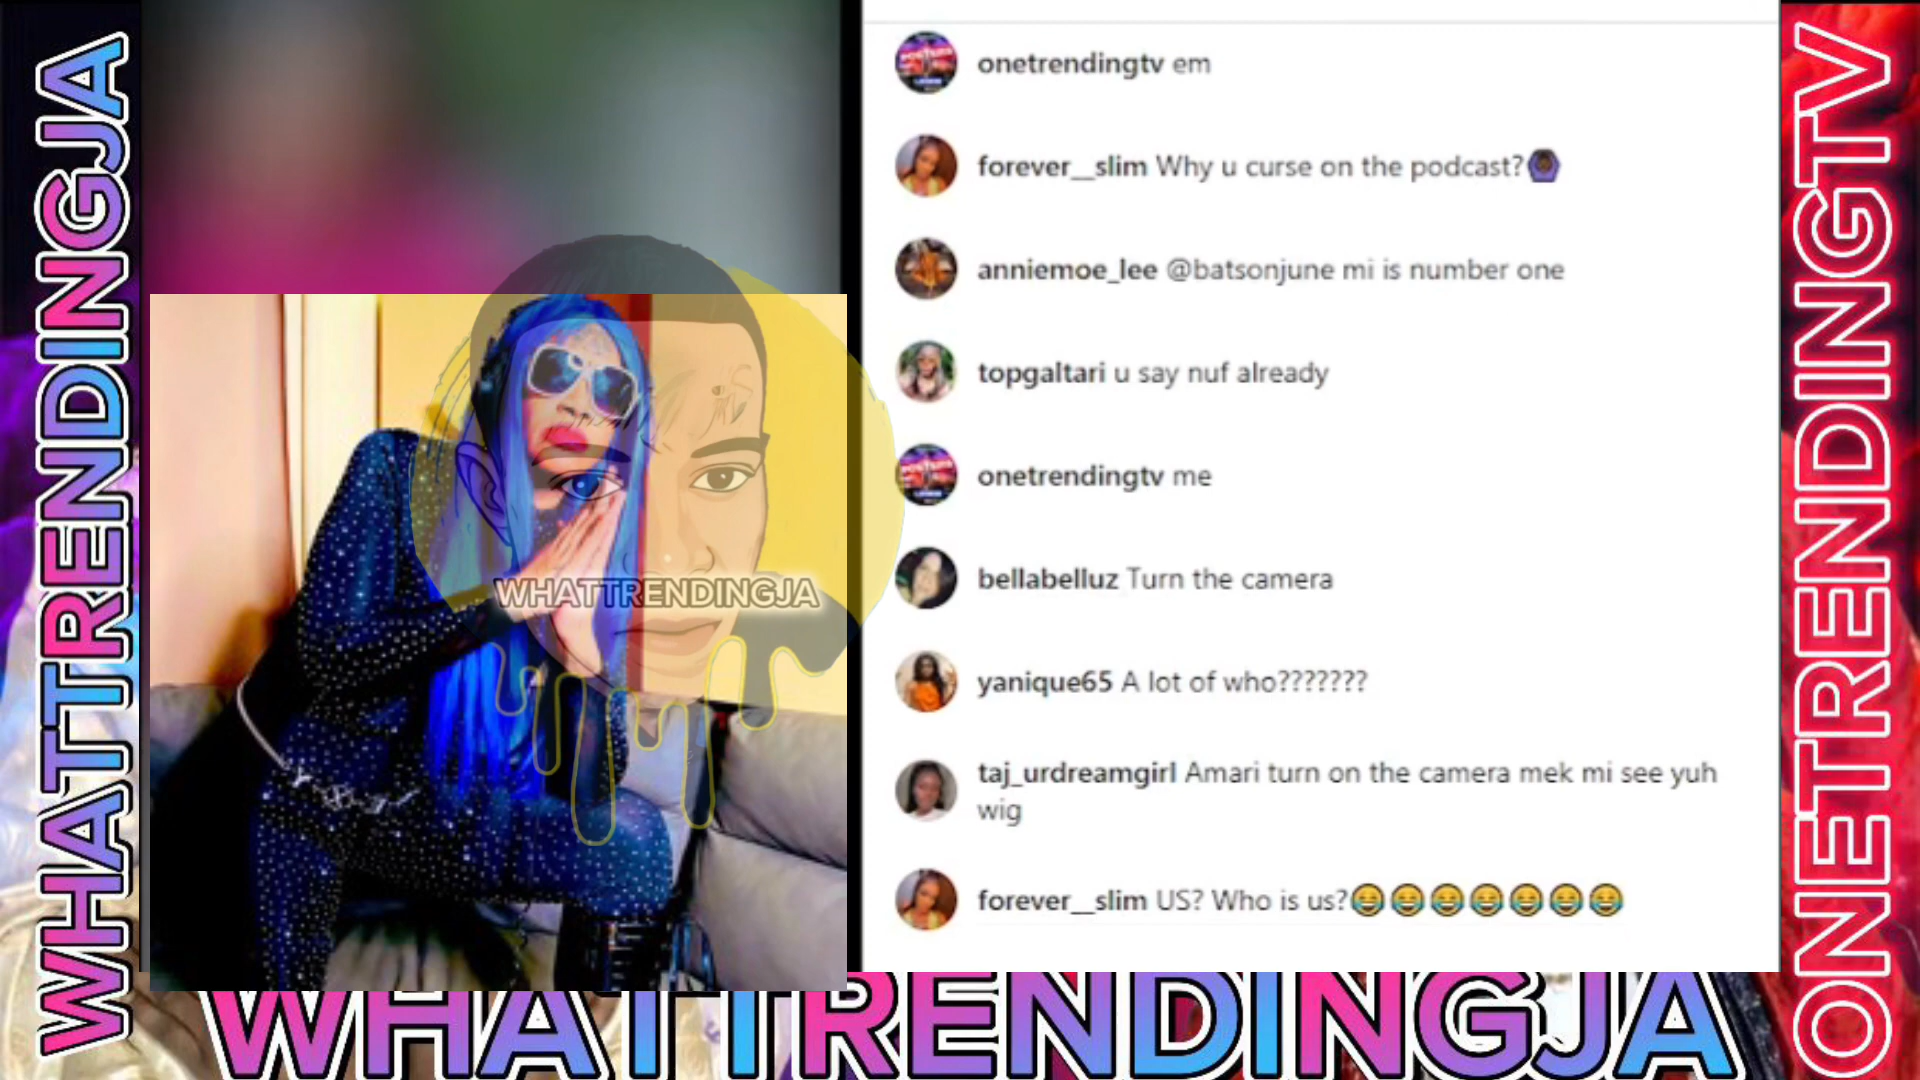 WHATTRENDINGJA
onetrendingtv em
forever__slim Why u curse on the podcast?
anniemoe_lee @batsonjune mi is number one
topgaltari u say nuf already
onetrendingtv me
bellabelluz Turn the camera
yanique65 A lot of who???????
taj_urdreamgirl Amari turn on the camera mek mi see yuh
wig
forever__slim US? Who is us?😂😂😂😂😂😂😂
WHATTRENDINGJA
WHATTRENDINGJA
ONETRENDINGTV